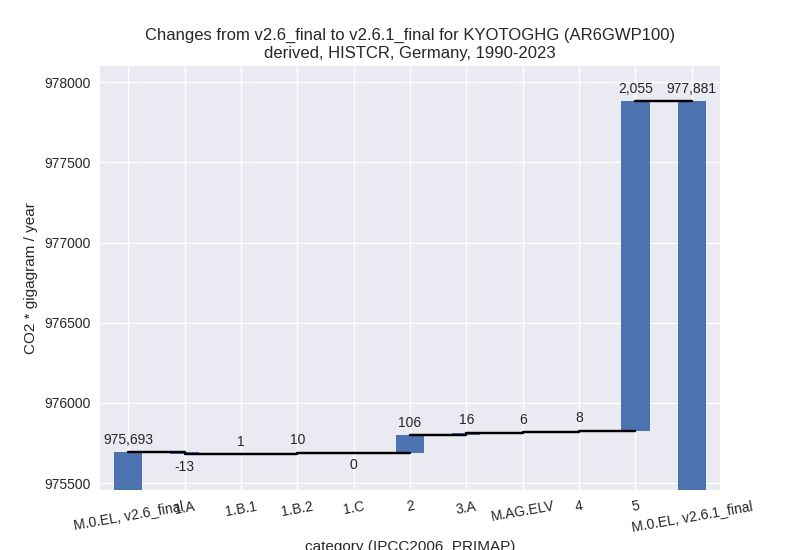 Changes from v2.6_final to v2.6.1_final for KYOTOGHG (AR6GWP100)
derived, HISTCR, Germany, 1990-2023
CO2 * gigagram / year
978000
977500
977000
976500
976000
975500
975,693
-13
1
10
0
106
16
6
8
2,055
977,881
M.0.EL, v2.6_final
1.A
1.B.1
1.B.2
1.C
2
3.A
M.AG.ELV
4
5
M.0.EL, v2.6.1_final
category (IPCC2006_PRIMAP)